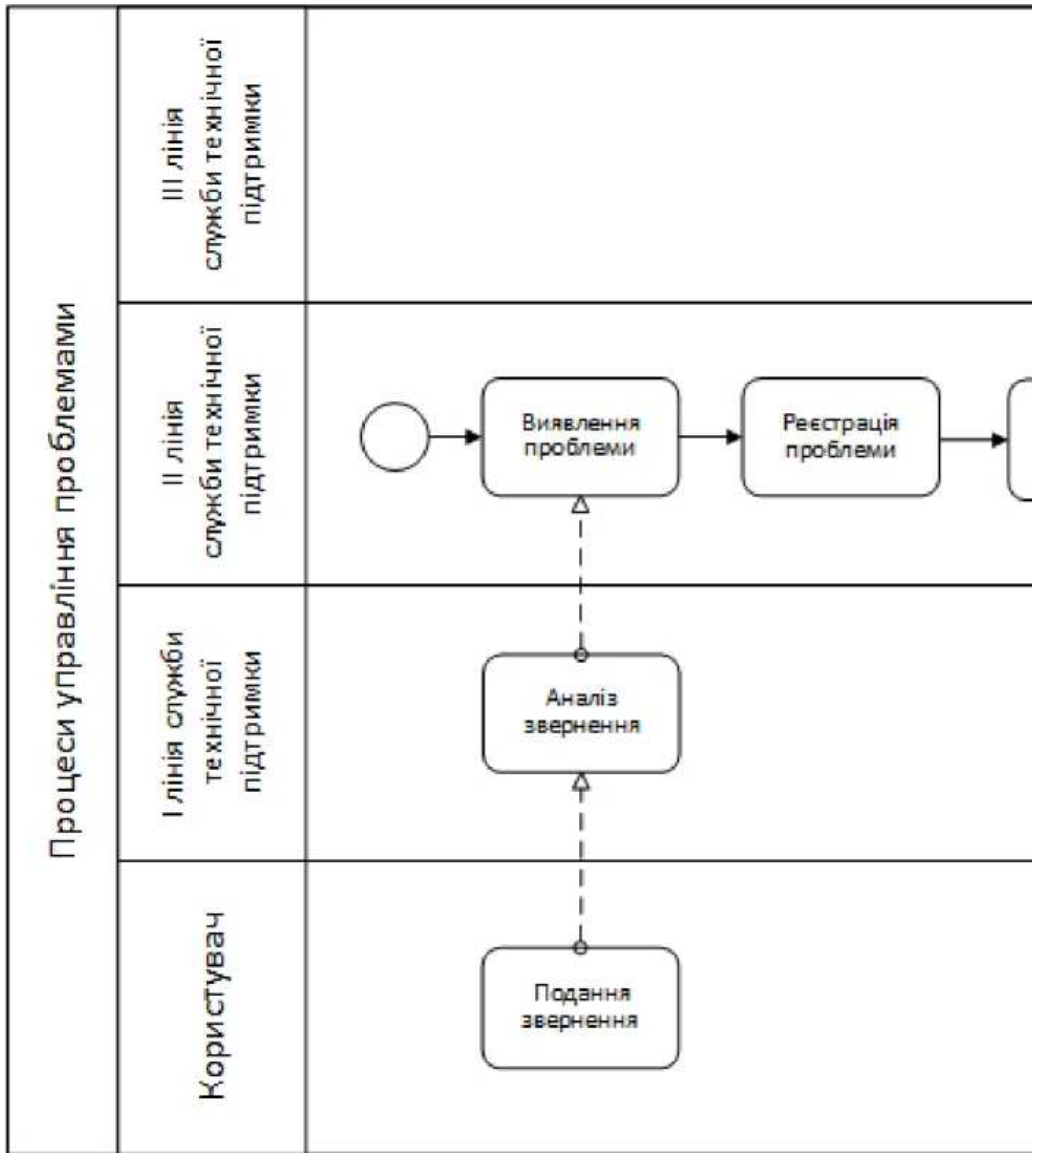 Процеси управління проблемами
III лінія
служби технічної
підтримки
II лінія
служби технічної
підтримки
Виявлення
проблеми
Реєстрація
проблеми
I лінія служби
технічної
підтримки
Аналіз
звернення
Користувач
Подання
звернення